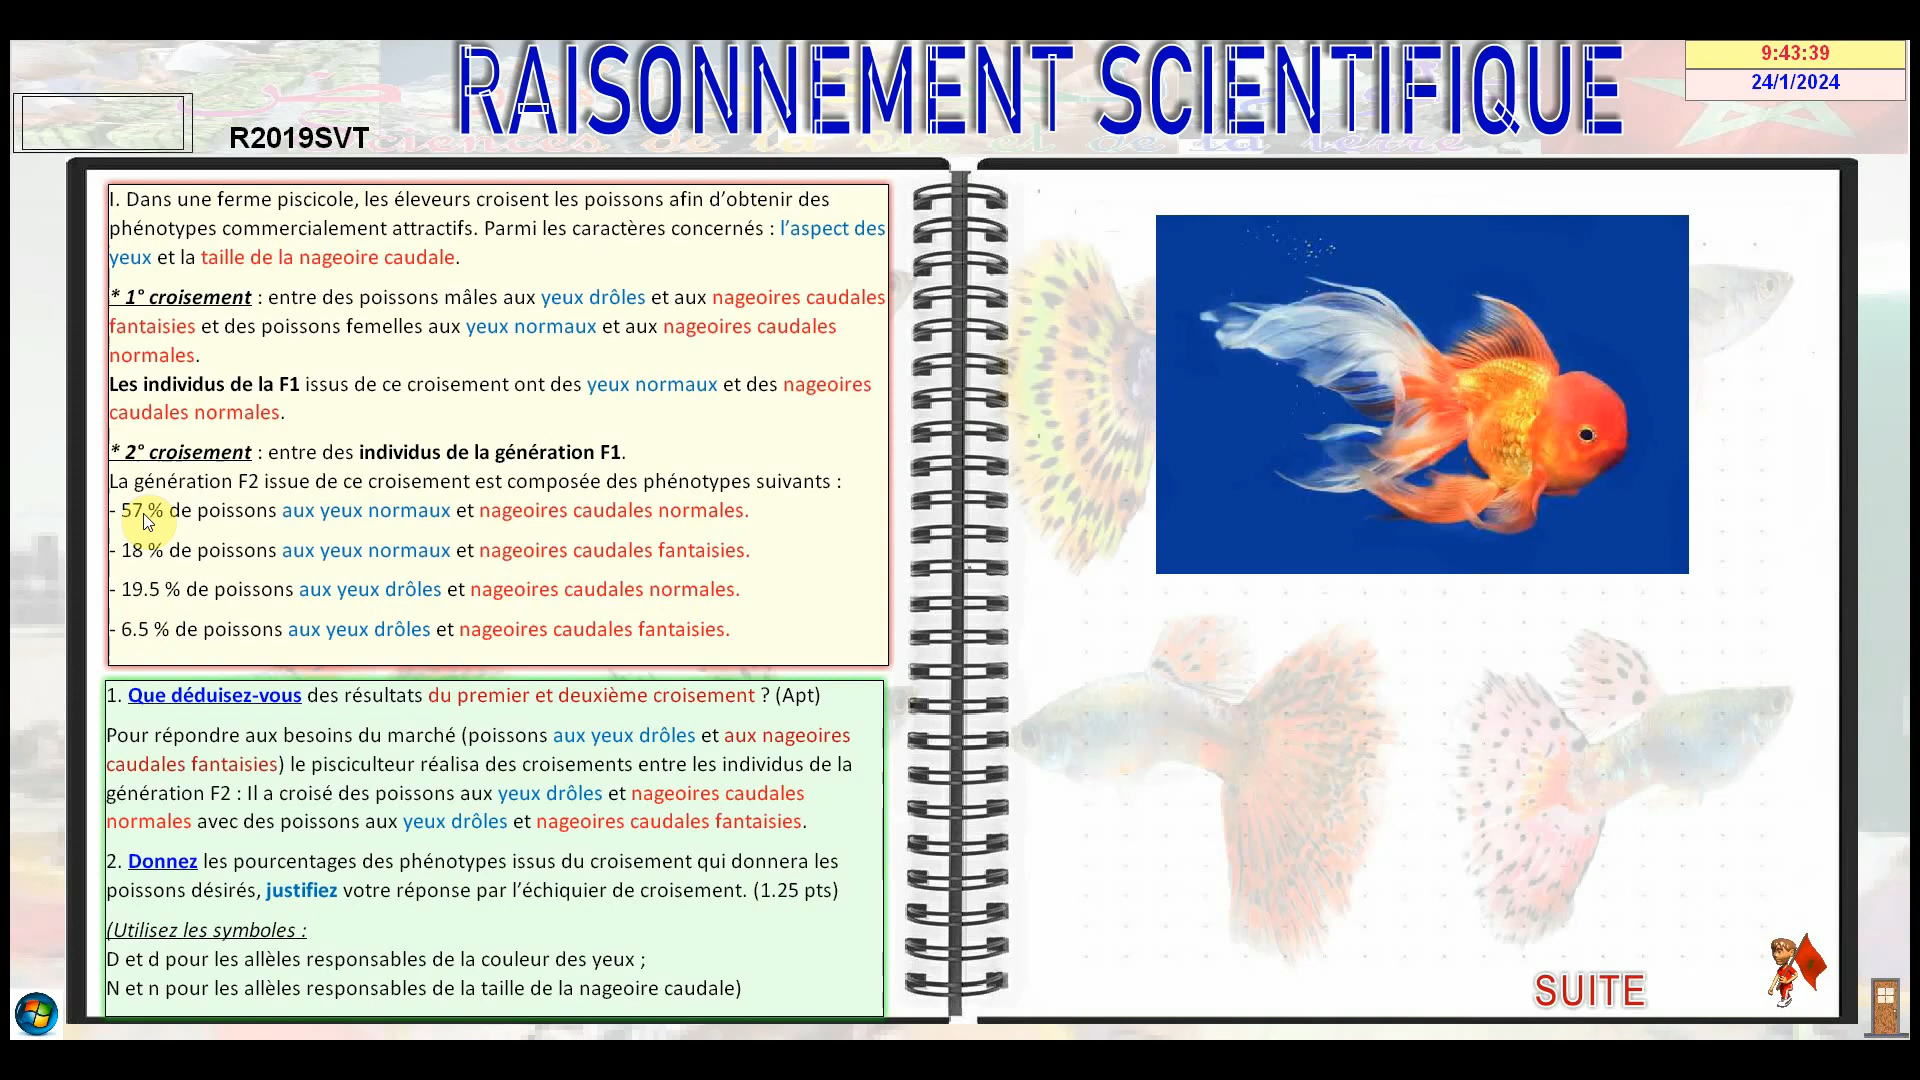 RAISONNEMENT SCIENTIFIQUE
9:43:39
24/1/2024
R2019SVT
Sciences de la vie et de la terre
I. Dans une ferme piscicole, les éleveurs croisent les poissons afin d’obtenir des
phénotypes commercialement attractifs. Parmi les caractères concernés : l’aspect des
yeux et la taille de la nageoire caudale.
* 1° croisement : entre des poissons mâles aux yeux drôles et aux nageoires caudales
fantaisies et des poissons femelles aux yeux normaux et aux nageoires caudales
normales.
Les individus de la F1 issus de ce croisement ont des yeux normaux et des nageoires
caudales normales.
* 2° croisement : entre des individus de la génération F1.
La génération F2 issue de ce croisement est composée des phénotypes suivants :
- 57 % de poissons aux yeux normaux et nageoires caudales normales.
- 18 % de poissons aux yeux normaux et nageoires caudales fantaisies.
- 19.5 % de poissons aux yeux drôles et nageoires caudales normales.
- 6.5 % de poissons aux yeux drôles et nageoires caudales fantaisies.
1. Que déduisez-vous des résultats du premier et deuxième croisement ? (Apt)
Pour répondre aux besoins du marché (poissons aux yeux drôles et aux nageoires
caudales fantaisies) le pisciculteur réalisa des croisements entre les individus de la
génération F2 : Il a croisé des poissons aux yeux drôles et nageoires caudales
normales avec des poissons aux yeux drôles et nageoires caudales fantaisies.
2. Donnez les pourcentages des phénotypes issus du croisement qui donnera les
poissons désirés, justifiez votre réponse par l’échiquier de croisement. (1.25 pts)
(Utilisez les symboles :
D et d pour les allèles responsables de la couleur des yeux ;
N et n pour les allèles responsables de la taille de la nageoire caudale)
SUITE